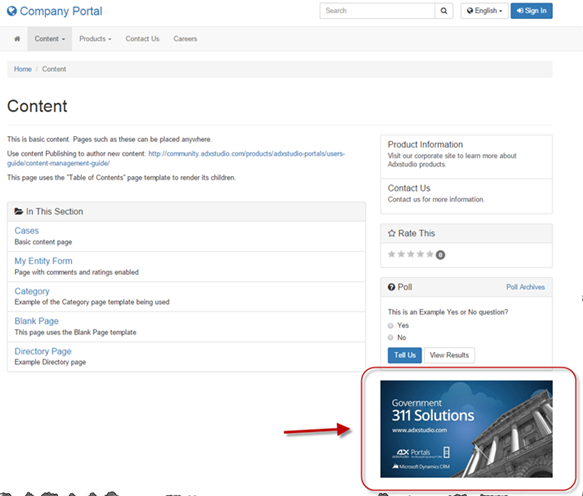 Company Portal
Search
English
Sign In
Content
Products
Contact Us
Careers
Home / Content
Content
This is basic content. Pages such as these can be placed anywhere.
Use content Publishing to author new content: http://community.adxstudio.com/products/adxstudio-portals/users-
guide/content-management-guide/
This page uses the "Table of Contents" page template to render its children.
In This Section
Cases
Basic content page
My Entity Form
Page with comments and ratings enabled
Category
Example of the Category page template being used
Blank Page
This page uses the Blank Page template
Directory Page
Example Directory page
Product Information
Visit our corporate site to learn more about
Adxstudio products.
Contact Us
Contact us for more information.
Rate This
0
Poll
Poll Archives
This is an Example Yes or No question?
Yes
No
Tell Us
View Results
Government
311 Solutions
www.adxstudio.com
ADX Portals
Microsoft Dynamics CRM